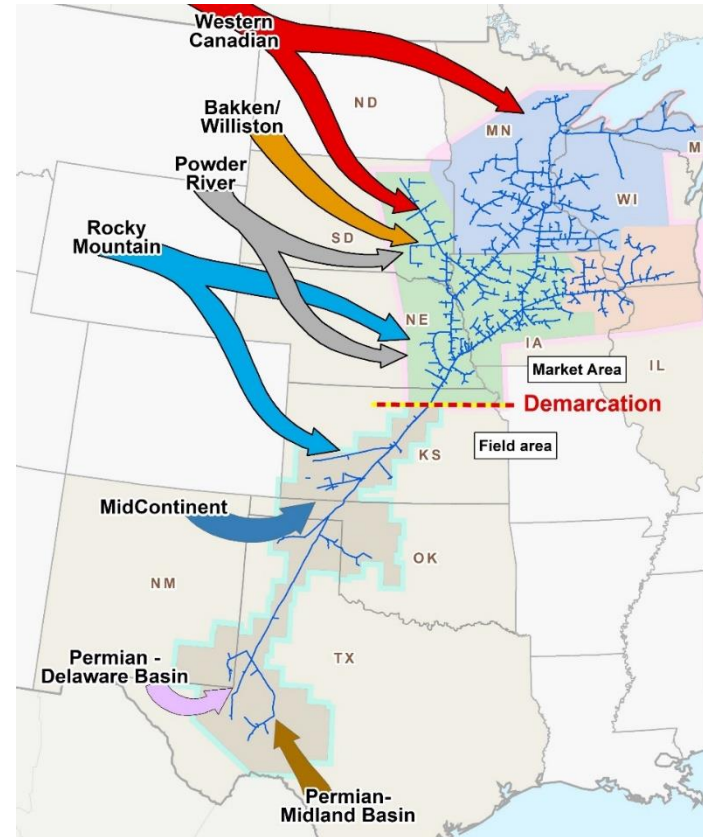 Western
Canadian
ND
MN
M
Bakken/
Williston
Powder
River
WI
Rocky
Mountain
SD
NE
IA
Market Area
IL
Demarcation
Field area
KS
MidContinent
OK
NM
TX
Permian -
Delaware Basin
Permian-
Midland Basin